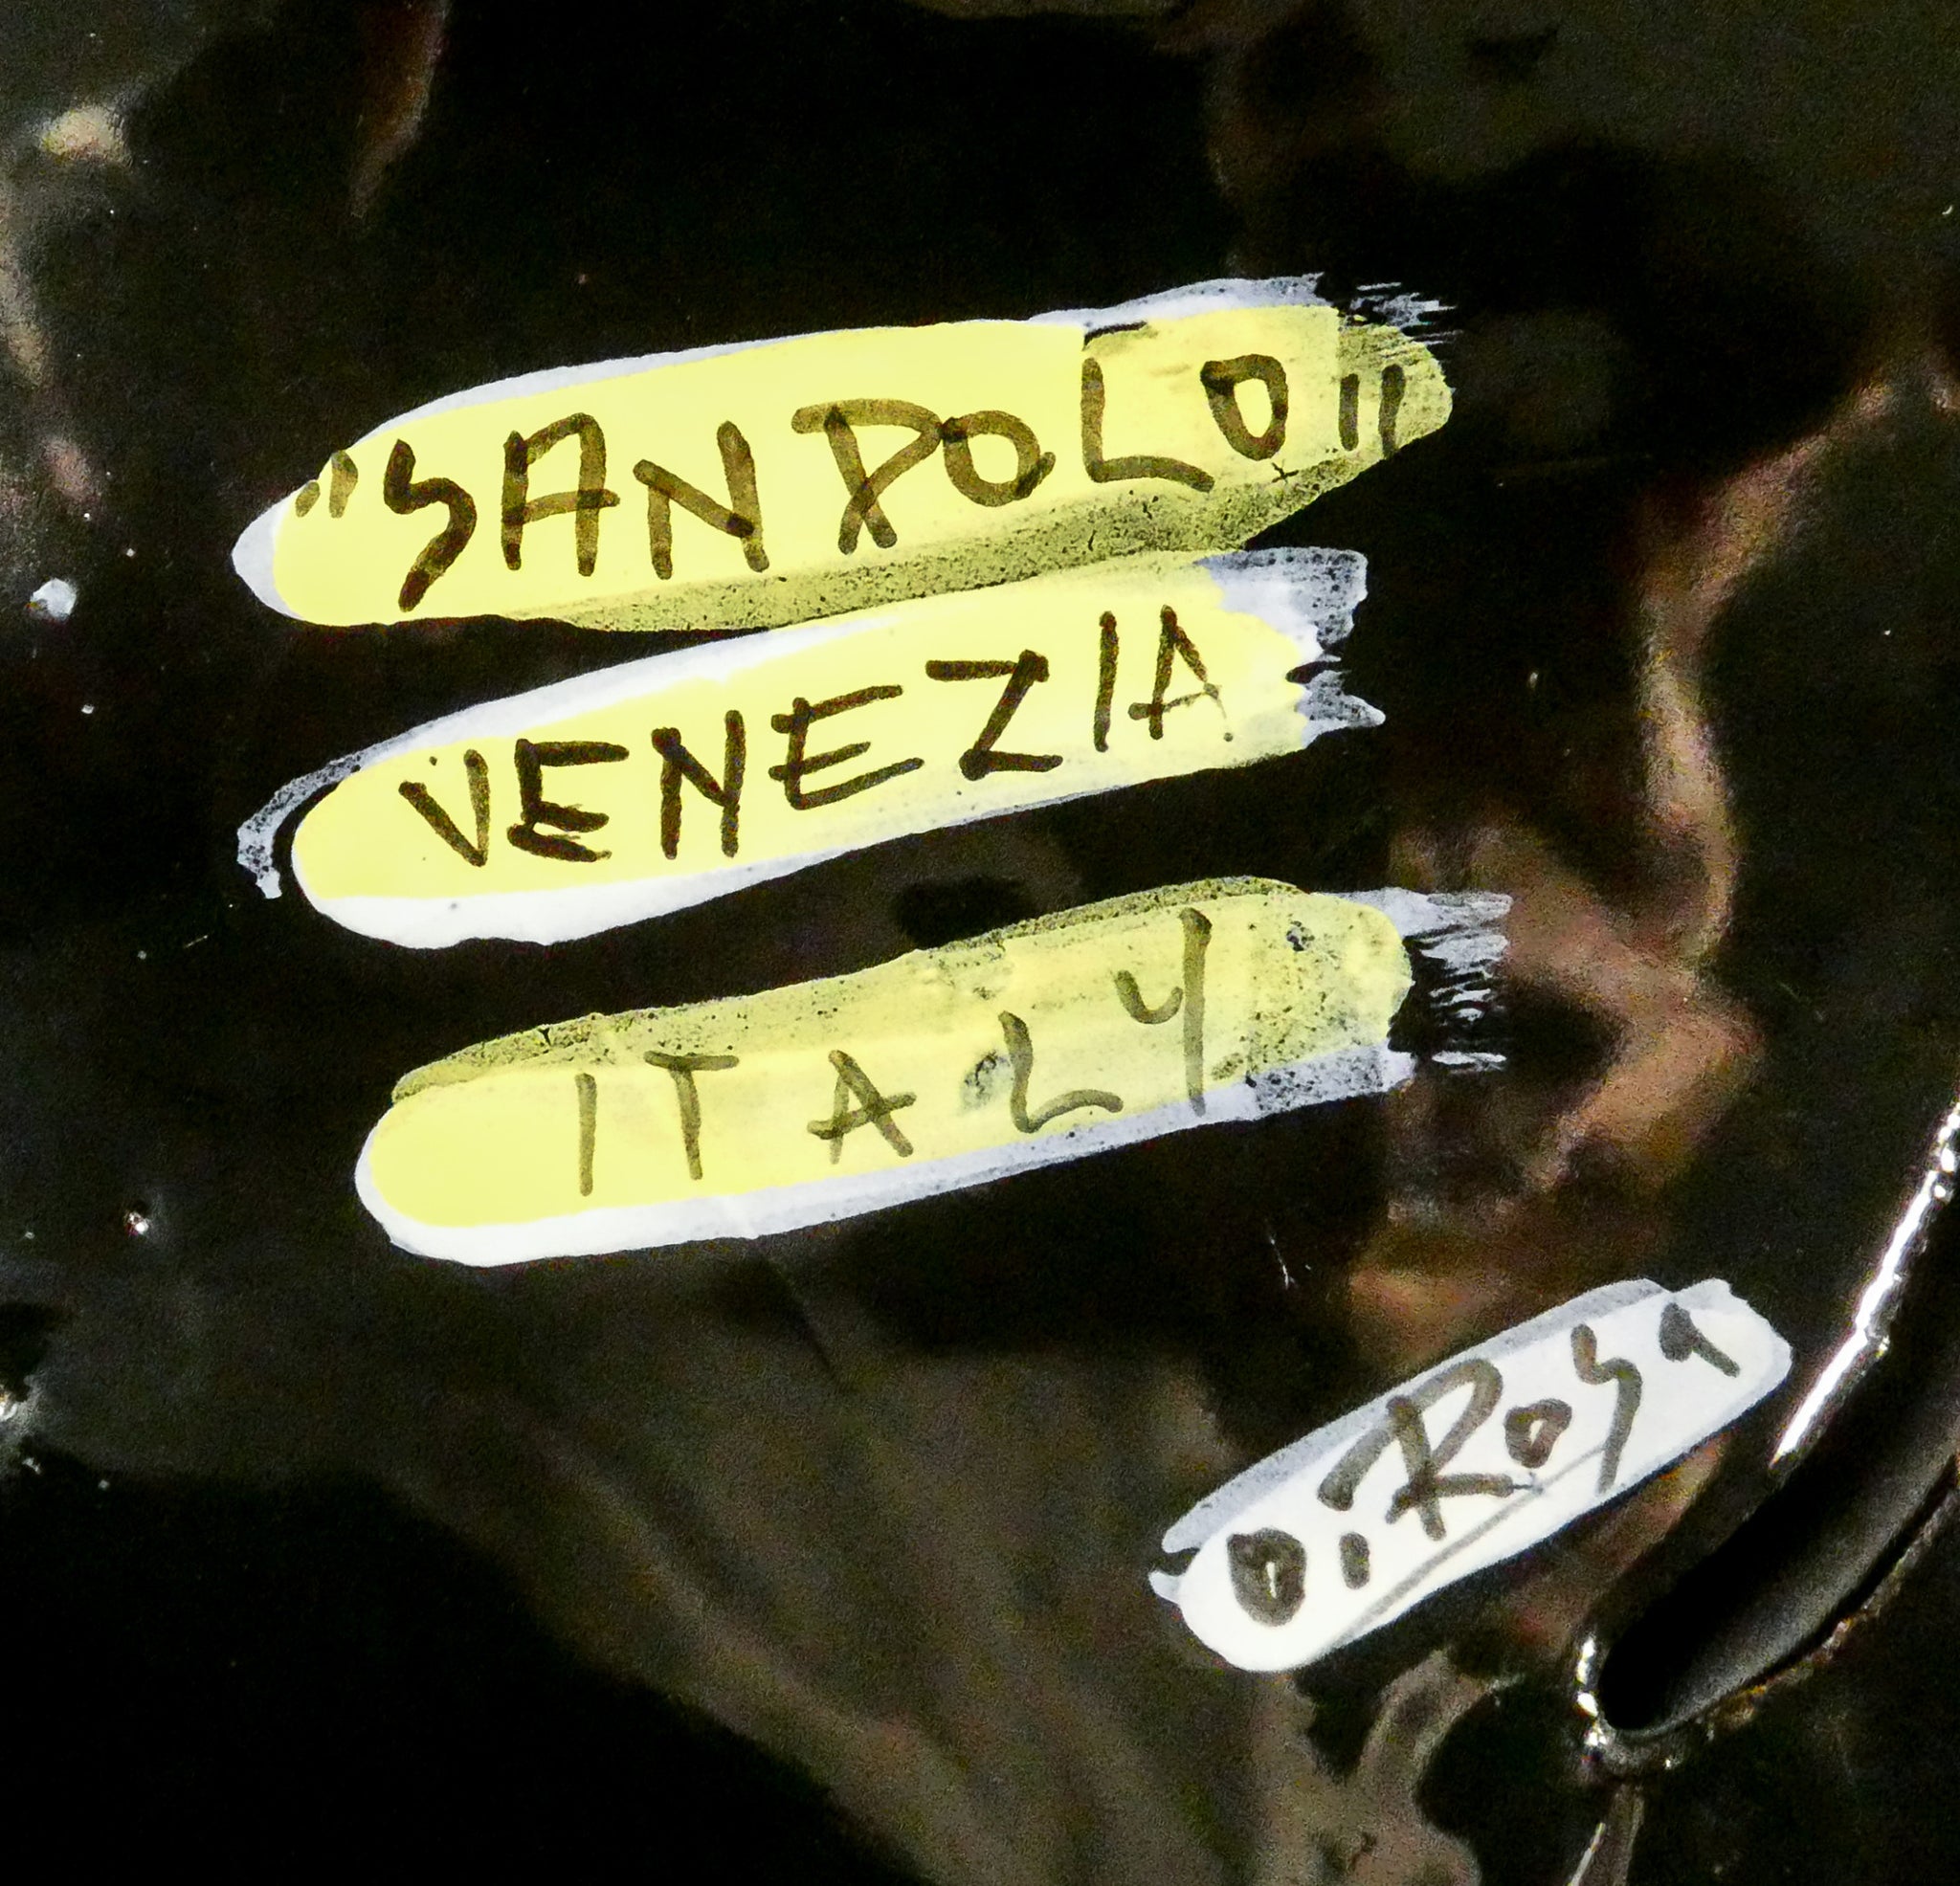 "SAN POLO"
VENEZIA
ITALY
O. Rosa